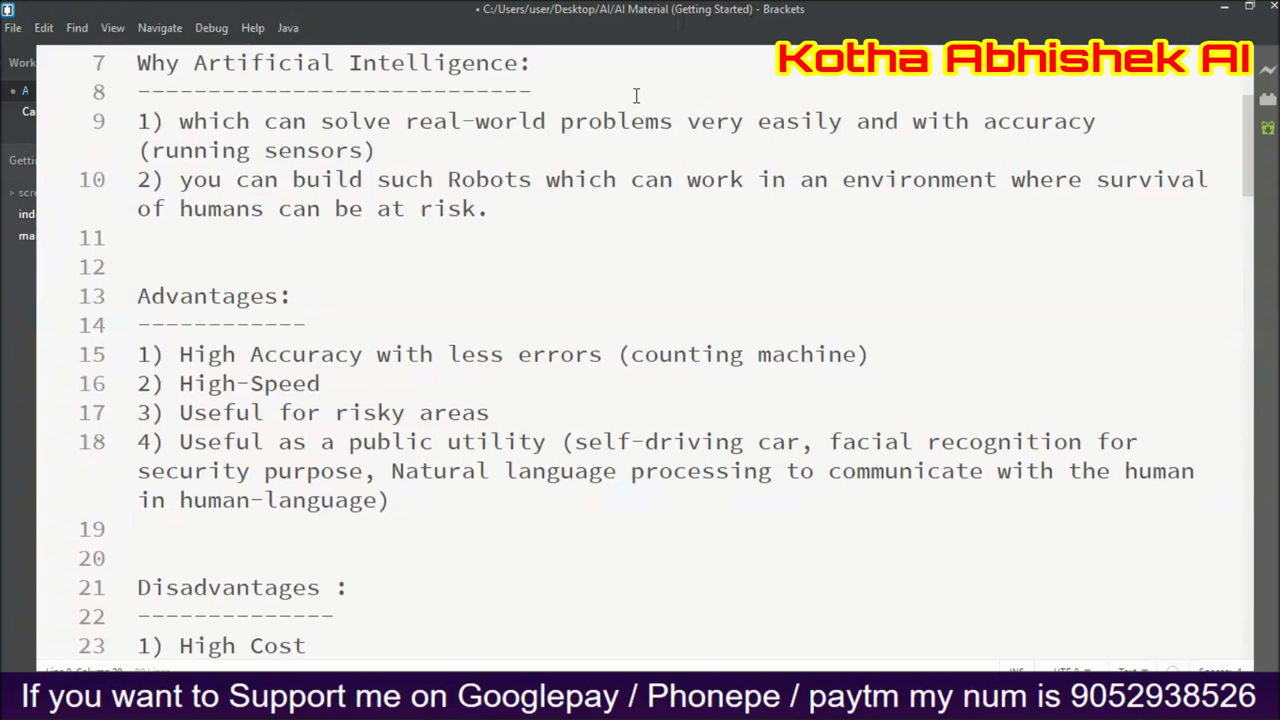 • C:/Users/user/Desktop/AI/AI Material (Getting Started) - Brackets
File Edit Find View Navigate Debug Help Java
Kotha Abhishek AI
7 Why Artificial Intelligence:
8 ----------------------------
9 1) which can solve real-world problems very easily and with accuracy
(running sensors)
10 2) you can build such Robots which can work in an environment where survival
of humans can be at risk.
11
12
13 Advantages:
14 ------------
15 1) High Accuracy with less errors (counting machine)
16 2) High-Speed
17 3) Useful for risky areas
18 4) Useful as a public utility (self-driving car, facial recognition for
security purpose, Natural language processing to communicate with the human
in human-language)
19
20
21 Disadvantages :
22 --------------
23 1) High Cost
If you want to Support me on Googlepay / Phonepe / paytm my num is 9052938526